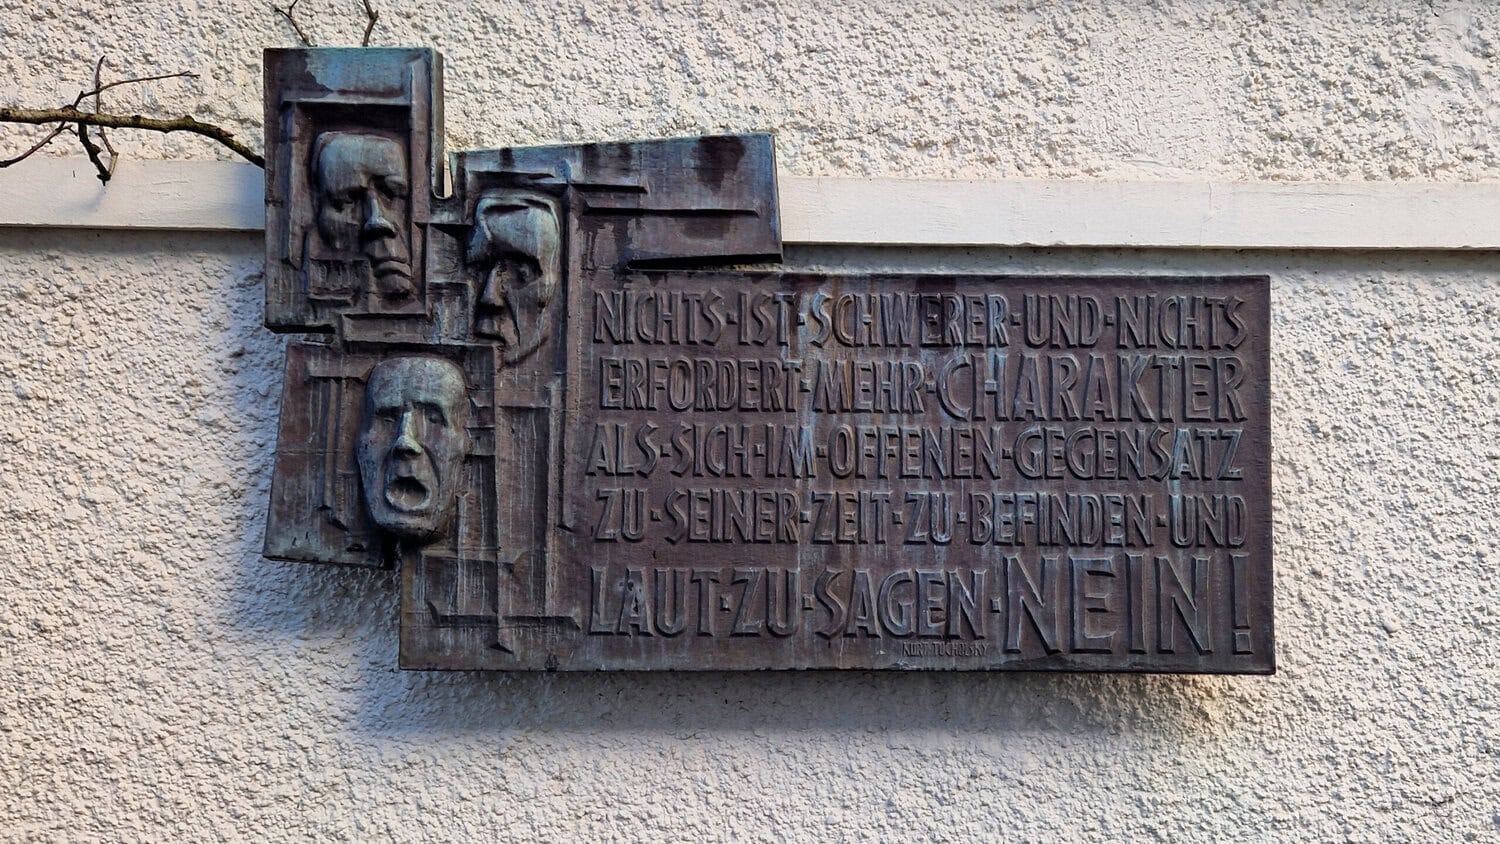 NICHTS·IST·SCHWERER·UND·NICHTS
ERFORDERT·MEHR·CHARAKTER
ALS·SICH·IM·OFFENEN·GEGENSATZ
ZU·SEINER·ZEIT·ZU·BEFINDEN·UND
LAUT·ZU·SAGEN·NEIN!
KURT·TUCHOLSKY